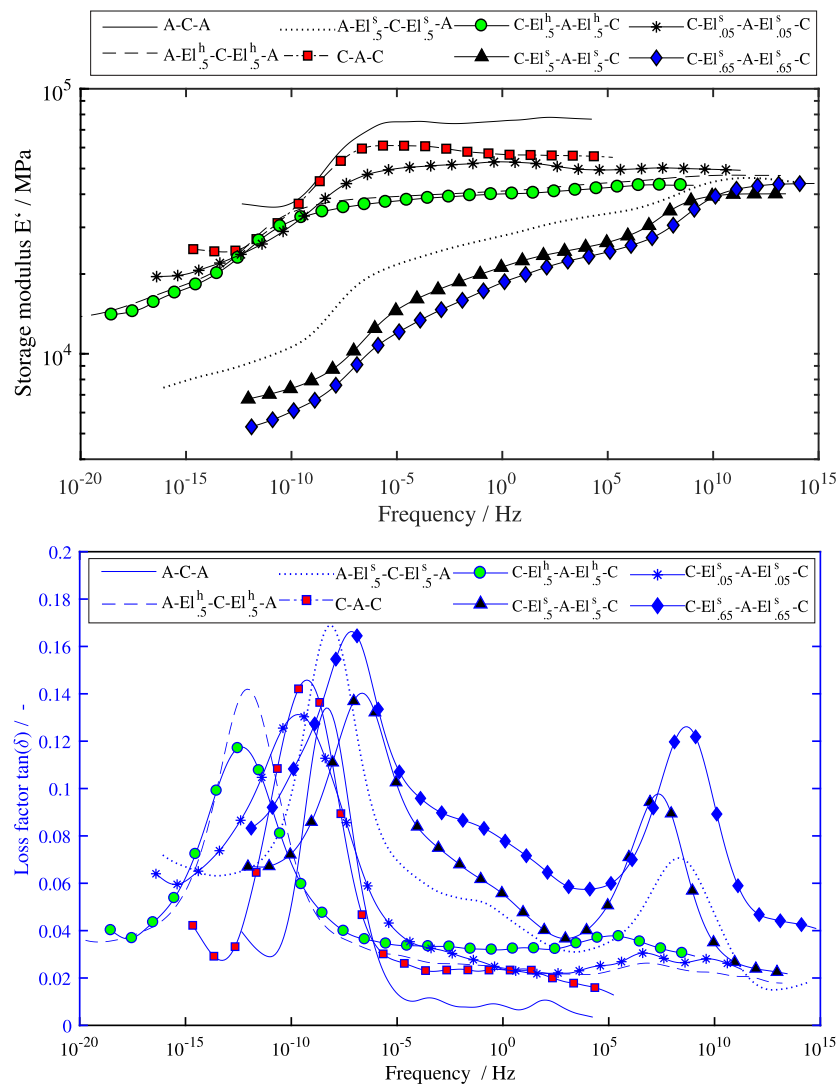 A-C-A
A-El^s_.5-C-El^s_.5-A
C-El^h_.5-A-El^h_.5-C
C-El^s_.05-A-El^s_.05-C
A-El^h_.5-C-El^h_.5-A
C-A-C
C-El^s_.5-A-El^s_.5-C
C-El^s_.65-A-El^s_.65-C
10^5
10^4
Storage modulus E‘ / MPa
10^-20 10^-15 10^-10 10^-5 10^0 10^5 10^10 10^15
Frequency / Hz
0.2
0.18
0.16
0.14
0.12
0.1
0.08
0.06
0.04
0.02
0
Loss factor tan(δ) / -
A-C-A
A-El^s_.5-C-El^s_.5-A
C-El^h_.5-A-El^h_.5-C
C-El^s_.05-A-El^s_.05-C
A-El^h_.5-C-El^h_.5-A
C-A-C
C-El^s_.5-A-El^s_.5-C
C-El^s_.65-A-El^s_.65-C
10^-20 10^-15 10^-10 10^-5 10^0 10^5 10^10 10^15
Frequency / Hz